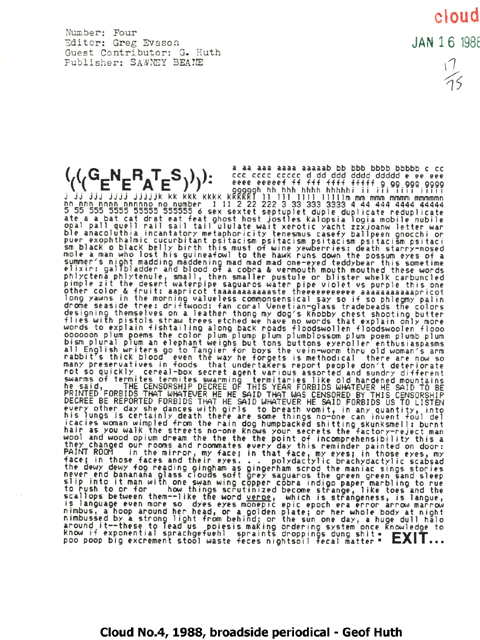 cloud
JAN 16 1988
17
75
Number: Four
Editor: Greg Evason
Guest Contributor: G. Huth
Publisher: SAWNEY BEANE
(((GENERATES))):
a aa aaa aaaa aaaaab bb bbb bbbb bbbbb c cc
ccc cccc ccccc d dd ddd dddd ddddd e ee eee
eeee eeeeef ff fff ffff fffff g gg ggg gggg
gggggh hh hhh hhhh hhhhhi ii iii iiii iiiii
j jj jjj jjjj jjjjjk kk kkk kkkk kkkkkl ll lll llll lllllm mm mmm mmmm mmmmmn
nn nnn nnnn nnnnno no number 1 11 2 22 222 3 33 333 3333 4 44 444 4444 44444
5 55 555 5555 55555 555555 6 sex sextet septuplet duple duplicate reduplicate
ate a a bat cat drat eat feat ghost host jostles kalopsia logia mobile nubile
opal pall quell rail sail tail ululate wait xerotic yacht zzxjoanw letter war
ble anacoluthia incantatory metaphoricity tenesmus casefy ballpeen gnocchi or
puer exophthalmic cucurbitant psitacism psitacism psitacism psitacism psitaci
sm black o black belly birth this must of wine yewberries: death starry-nosed
mole a man who lost his guineafowl to the hawk runs down the possum eyes of a
summer's night madding maddening mad mad mad one-eyed teddybear this sometime
elixir: gallbladder and blood of a cobra & vermouth mouth mouthed these words
phlyctena phlytenule, small, then smaller pustule or blister whelk carbuncled
pimple zit the desert waterpipe saguaros water pipe violet vs purple this one
other color & fruit: aapricot taaaaaaaaaaaste theeeeeeeeeee aaaaaaaaaaapricot
long yawns in the morning valueless commonsensical say so if so phlegmy palin
drome seaside tree: driftwood: fan coral Venetian-glass tradebeads the colors
designing themselves on a leather thong my dog's knobby chest shooting butter
flies with pistols straw trees etched we have no words that explain only more
words to explain fishtailing along back roads floodswollen floodswoolen flooo
ooooooon plum poems the color plum plump plumblossom plum poem plumb plum
bism plural plum an elephant weighs but tons buttons eyeroller enthusiaspasms
all English writers go to Tangier for boys the vein-worm thru old woman's arm
rabbit's thick blood even the way he forgets is methodical there are now so
many preservatives in foods that undertakers report people don't deteriorate
rot so quickly cereal-box secret agent various assorted and sundry different
swarms of termites termites swarming termitaries like old hardened mountains
he said, THE CENSORSHIP DECREE OF THIS YEAR FORBIDS WHATEVER HE SAID TO BE
PRINTED FORBIDS THAT WHATEVER HE HE SAID THAT WAS CENSORED BY THIS CENSORSHIP
DECREE BE REPORTED FORBIDS THAT HE SAID WHATEVER HE SAID FORBIDS US TO LISTEN
every other day she dances with girls to breath vomit, in any quantity, into
his lungs is certainly death there are some things no-one can invent foul del
icacies woman wimpled from the rain dog humpbacked shitting skunksmell: burnt
hair as you walk the streets no-one knows your secrets the factory-reject man
wool and wood opium dream the the the point of incomprehensibility this a
they changed our rooms and roommates every day this reminder painted on door:
PAINT ROOM in the mirror, my face; in that face, my eyes; in those eyes, my
face; in those faces and their eyes. . . polydactylic brachydactylic scabsad
the dewy dewy fog reading gingham as gingerham scrod the maniac sings stories
never end bananana glass clouds soft grey saguaros the green green sand sleep
slip into it man with one swan wing copper cobra indigo paper marbling to rue
to rush to or for how things scrutinized become strange, like toes and the
scallops between them--like the word verge, which is strangeness, is langue,
is language even more so dyes eyes monepic epic epoch era error arrow marrow
nimbus, a hoop around her head, or a golden plate; or her whole body at night
nimbussed by a strong light from behind; or the sun one day, a huge dull halo
around it--these to lead us poiesis making ordering system once knowledge to
know if exponential sprachgefuehl spraints droppings dung shit:
poo poop big excrement stool waste feces nightsoil fecal matter: EXIT...
Cloud No.4, 1988, broadside periodical - Geof Huth